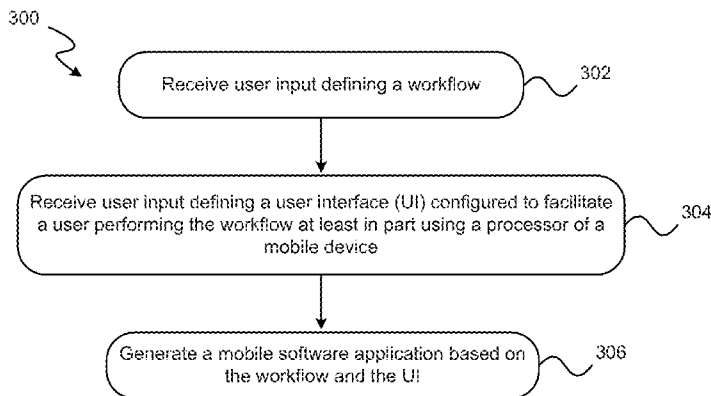 300
Receive user input defining a workflow
302
Receive user input defining a user interface (UI) configured to facilitate
a user performing the workflow at least in part using a processor of a
mobile device
304
Generate a mobile software application based on
the workflow and the UI
306